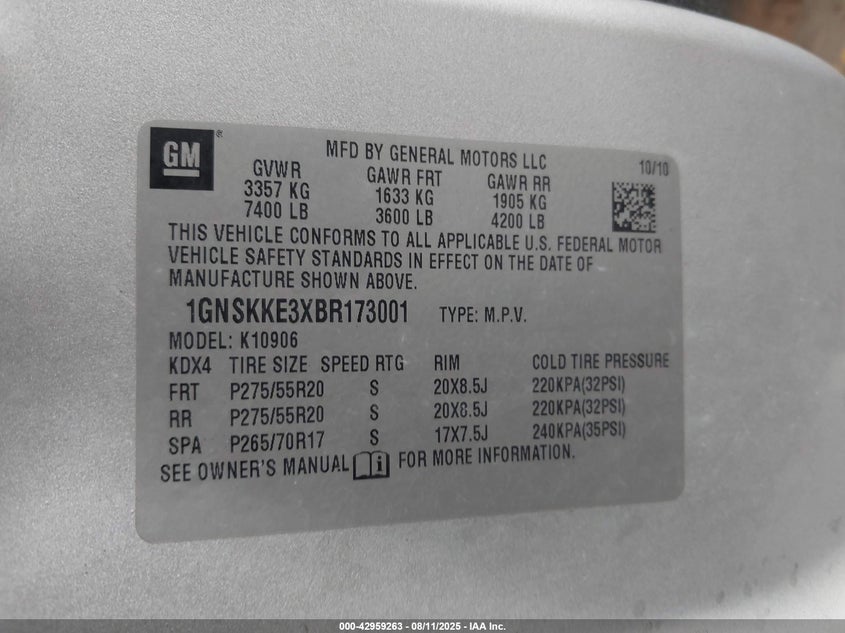 GM ®
MFD BY GENERAL MOTORS LLC 10/10
GVWR GAWR FRT GAWR RR
3357 KG 1633 KG 1905 KG
7400 LB 3600 LB 4200 LB
THIS VEHICLE CONFORMS TO ALL APPLICABLE U.S. FEDERAL MOTOR
VEHICLE SAFETY STANDARDS IN EFFECT ON THE DATE OF
MANUFACTURE SHOWN ABOVE.
1GNSKKE3XBR173001 TYPE: M.P.V.
MODEL: K10906
KDX4 TIRE SIZE SPEED RTG RIM COLD TIRE PRESSURE
FRT P275/55R20 S 20X8.5J 220KPA(32PSI)
RR P275/55R20 S 20X8.5J 220KPA(32PSI)
SPA P265/70R17 S 17X7.5J 240KPA(35PSI)
SEE OWNER'S MANUAL FOR MORE INFORMATION.
000-42959263 - 08/11/2025 - IAA Inc.